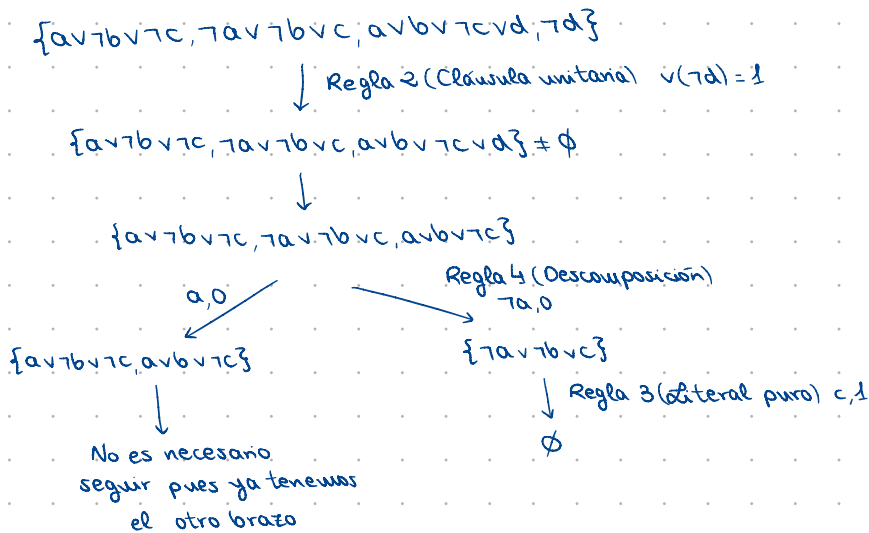 {a∨¬b∨¬c, ¬a∨¬b∨c, a∨b∨¬c∨d, ¬d}
Regla 2 (Cláusula unitaria) v(¬d) = 1
{a∨¬b∨¬c, ¬a∨¬b∨c, a∨b∨¬c∨d} ≠ ∅
{a∨¬b∨¬c, ¬a∨¬b∨c, a∨b∨¬c}
Regla 4 (Descomposición)
a,0
¬a,0
{a∨¬b∨¬c, a∨b∨¬c}
{¬a∨¬b∨c}
Regla 3 (Literal puro) c,1
∅
No es necesario
seguir pues ya tenemos
el otro brazo